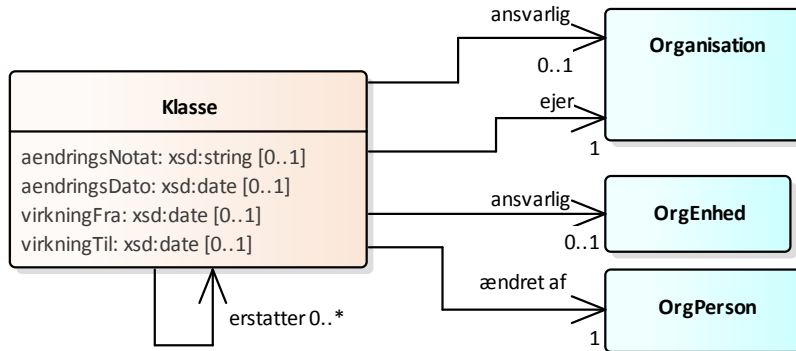 Klasse
aendringsNotat: xsd:string [0..1]
aendringsDato: xsd:date [0..1]
virkningFra: xsd:date [0..1]
virkningTil: xsd:date [0..1]
erstatter 0..*
ansvarlig
0..1
ejer
1
Organisation
ansvarlig
0..1
OrgEnhed
ændret af
1
OrgPerson